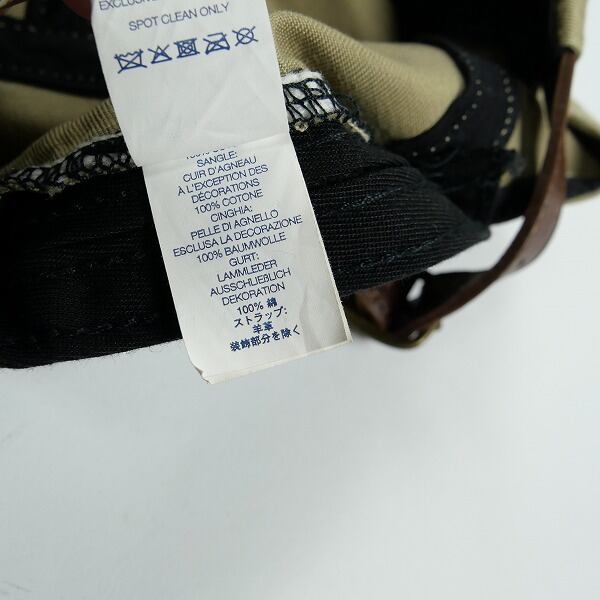 SPOT CLEAN ONLY
SANGLE:
CUIR D'AGNEAU
À L'EXCEPTION DES
DÉCORATIONS
100% COTONE
CINGHIA:
PELLE DI AGNELLO
ESCLUSA LA DECORAZIONE
100% BAUMWOLLE
GURT:
LAMMLEDER
AUSSCHLIEßLICH
DEKORATION
100% 綿
ストラップ:
羊革
装飾部分を除く